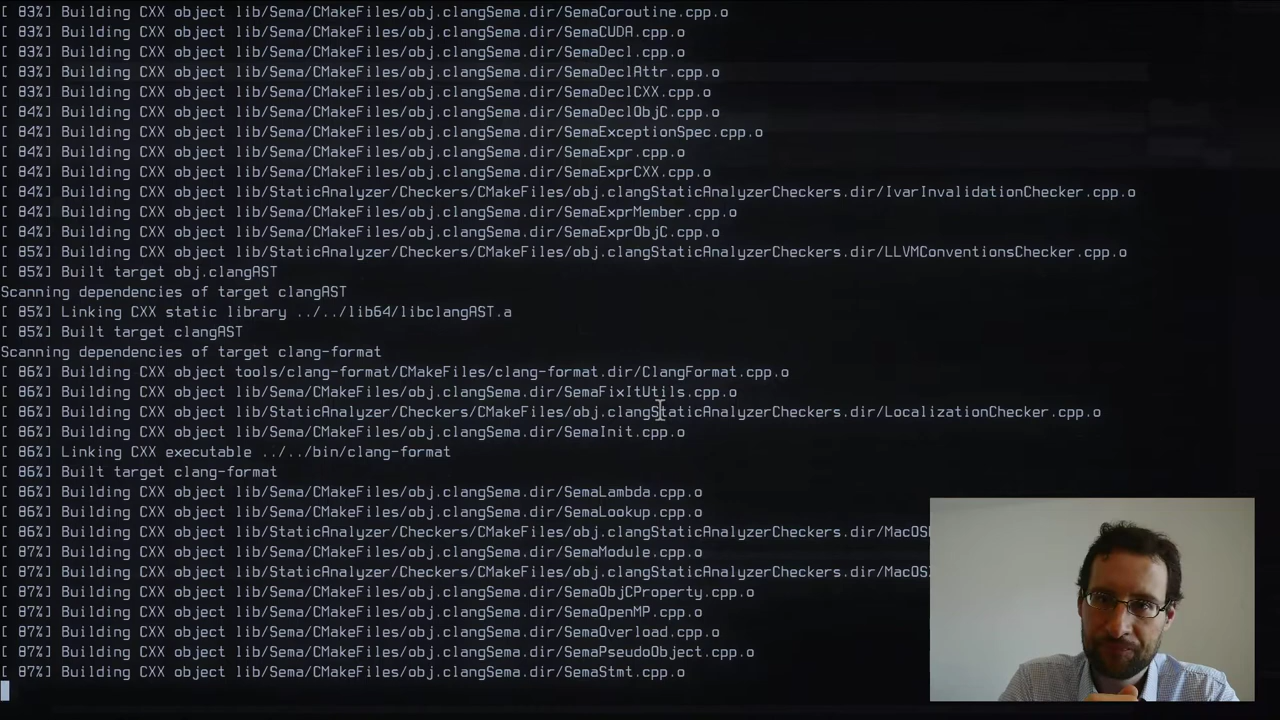 [ 83%] Building CXX object lib/Sema/CMakeFiles/obj.clangSema.dir/SemaCoroutine.cpp.o
[ 83%] Building CXX object lib/Sema/CMakeFiles/obj.clangSema.dir/SemaCUDA.cpp.o
[ 83%] Building CXX object lib/Sema/CMakeFiles/obj.clangSema.dir/SemaDecl.cpp.o
[ 83%] Building CXX object lib/Sema/CMakeFiles/obj.clangSema.dir/SemaDeclAttr.cpp.o
[ 83%] Building CXX object lib/Sema/CMakeFiles/obj.clangSema.dir/SemaDeclCXX.cpp.o
[ 84%] Building CXX object lib/Sema/CMakeFiles/obj.clangSema.dir/SemaDeclObjC.cpp.o
[ 84%] Building CXX object lib/Sema/CMakeFiles/obj.clangSema.dir/SemaExceptionSpec.cpp.o
[ 84%] Building CXX object lib/Sema/CMakeFiles/obj.clangSema.dir/SemaExpr.cpp.o
[ 84%] Building CXX object lib/Sema/CMakeFiles/obj.clangSema.dir/SemaExprCXX.cpp.o
[ 84%] Building CXX object lib/StaticAnalyzer/Checkers/CMakeFiles/obj.clangStaticAnalyzerCheckers.dir/IvarInvalidationChecker.cpp.o
[ 84%] Building CXX object lib/Sema/CMakeFiles/obj.clangSema.dir/SemaExprMember.cpp.o
[ 84%] Building CXX object lib/Sema/CMakeFiles/obj.clangSema.dir/SemaExprObjC.cpp.o
[ 85%] Building CXX object lib/StaticAnalyzer/Checkers/CMakeFiles/obj.clangStaticAnalyzerCheckers.dir/LLVMConventionsChecker.cpp.o
[ 85%] Built target obj.clangAST
Scanning dependencies of target clangAST
[ 85%] Linking CXX static library ../../lib64/libclangAST.a
[ 85%] Built target clangAST
Scanning dependencies of target clang-format
[ 86%] Building CXX object tools/clang-format/CMakeFiles/clang-format.dir/ClangFormat.cpp.o
[ 86%] Building CXX object lib/Sema/CMakeFiles/obj.clangSema.dir/SemaFixItUtils.cpp.o
[ 86%] Building CXX object lib/StaticAnalyzer/Checkers/CMakeFiles/obj.clangStaticAnalyzerCheckers.dir/LocalizationChecker.cpp.o
[ 86%] Building CXX object lib/Sema/CMakeFiles/obj.clangSema.dir/SemaInit.cpp.o
[ 86%] Linking CXX executable ../../bin/clang-format
[ 86%] Built target clang-format
[ 86%] Building CXX object lib/Sema/CMakeFiles/obj.clangSema.dir/SemaLambda.cpp.o
[ 86%] Building CXX object lib/Sema/CMakeFiles/obj.clangSema.dir/SemaLookup.cpp.o
[ 86%] Building CXX object lib/StaticAnalyzer/Checkers/CMakeFiles/obj.clangStaticAnalyzerCheckers.dir/MacOS
[ 87%] Building CXX object lib/Sema/CMakeFiles/obj.clangSema.dir/SemaModule.cpp.o
[ 87%] Building CXX object lib/StaticAnalyzer/Checkers/CMakeFiles/obj.clangStaticAnalyzerCheckers.dir/MacOS
[ 87%] Building CXX object lib/Sema/CMakeFiles/obj.clangSema.dir/SemaObjCProperty.cpp.o
[ 87%] Building CXX object lib/Sema/CMakeFiles/obj.clangSema.dir/SemaOpenMP.cpp.o
[ 87%] Building CXX object lib/Sema/CMakeFiles/obj.clangSema.dir/SemaOverload.cpp.o
[ 87%] Building CXX object lib/Sema/CMakeFiles/obj.clangSema.dir/SemaPseudoObject.cpp.o
[ 87%] Building CXX object lib/Sema/CMakeFiles/obj.clangSema.dir/SemaStmt.cpp.o